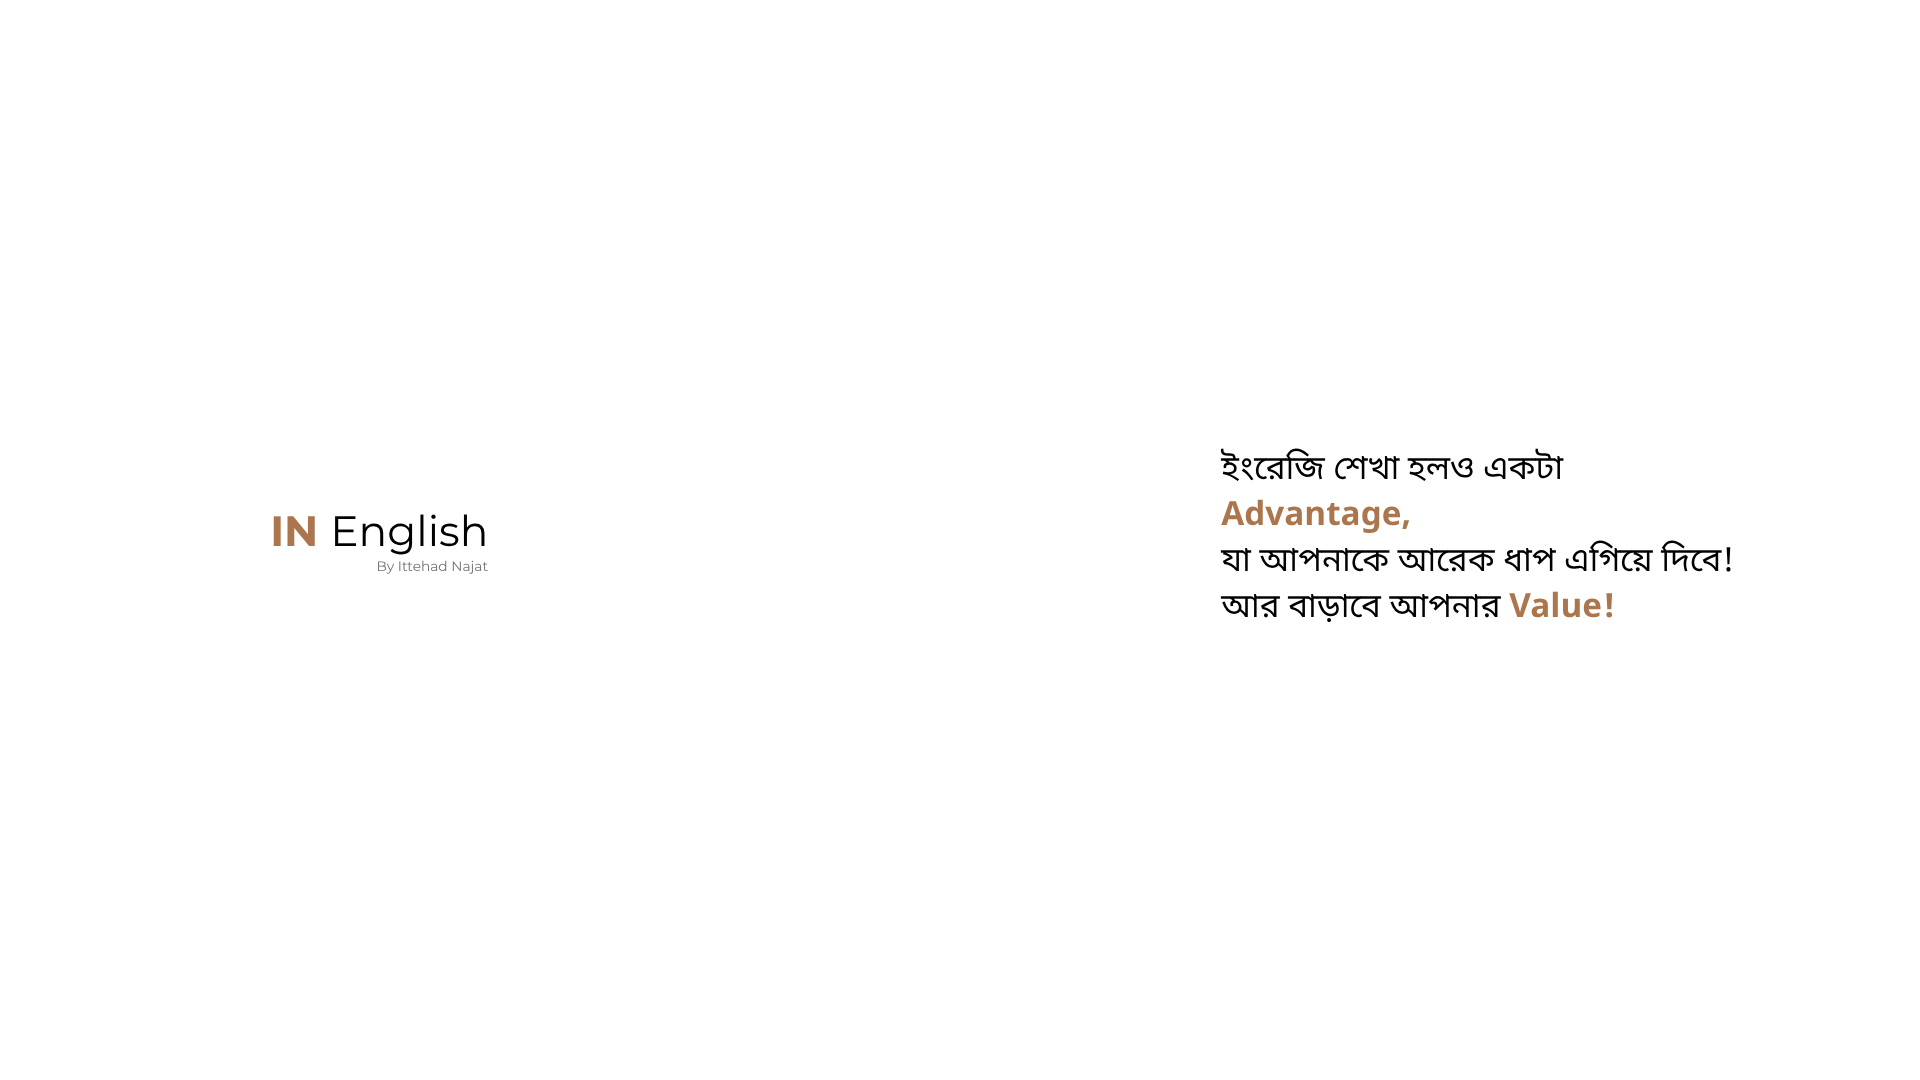 IN English
By Ittehad Najat
ইংরেজি শেখা হলও একটা
Advantage,
যা আপনাকে আরেক ধাপ এগিয়ে দিবে!
আর বাড়াবে আপনার Value!